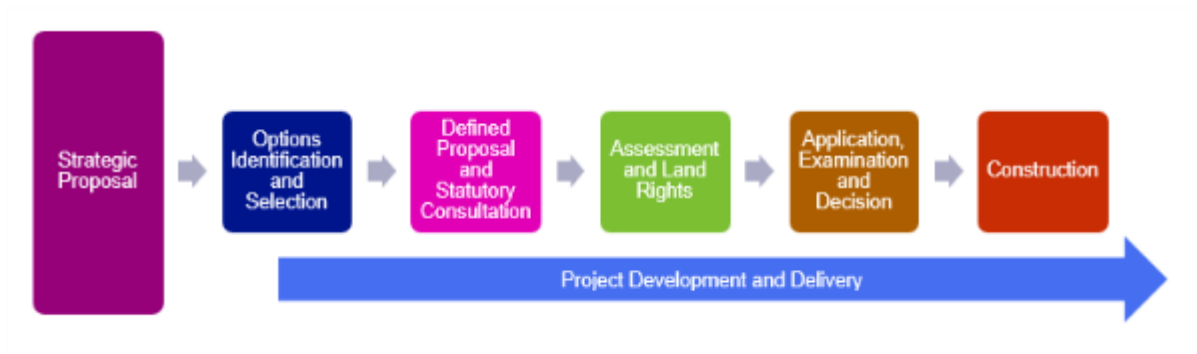 Strategic
Proposal
Options
Identification
and
Selection
Defined
Proposal
and
Statutory
Consultation
Assessment
and Land
Rights
Application,
Examination
and
Decision
Construction
Project Development and Delivery